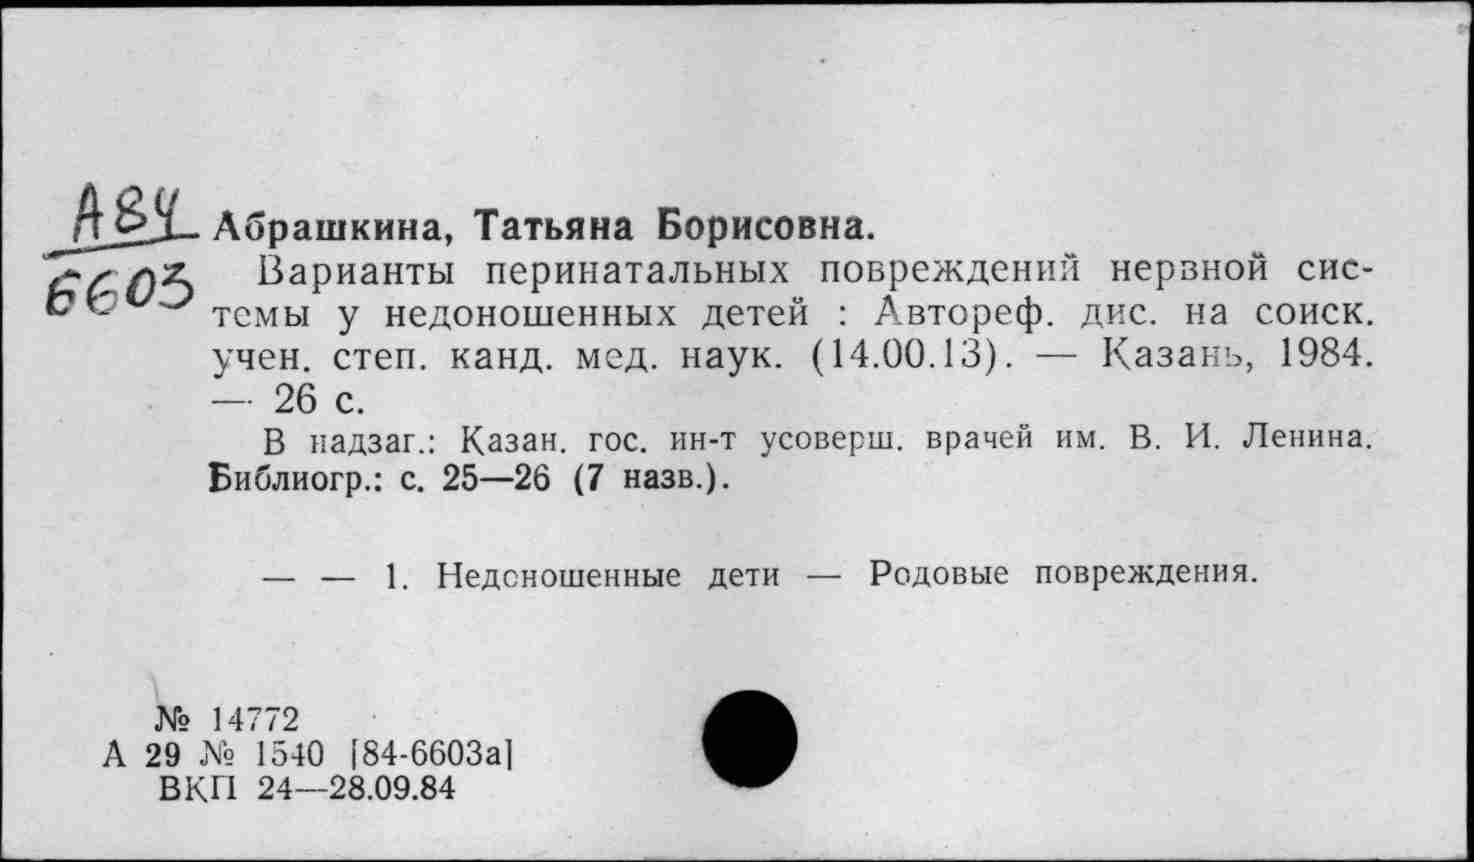 А84 Абрашкина, Татьяна Борисовна.
6603 Варианты перинатальных повреждений нервной сис-
темы у недоношенных детей : Автореф. дис. на соиск.
учен. степ. канд. мед. наук. (14.00.13). — Казань, 1984.
— 26 с.
В надзаг.: Казан. гос. ин-т усоверш. врачей им. В. И. Ленина.
Библиогр.: с. 25—26 (7 назв.).
— — 1. Недоношенные дети — Родовые повреждения.
№ 14772
А 29 № 1540 [84-6603а]
ВКП 24—28.09.84